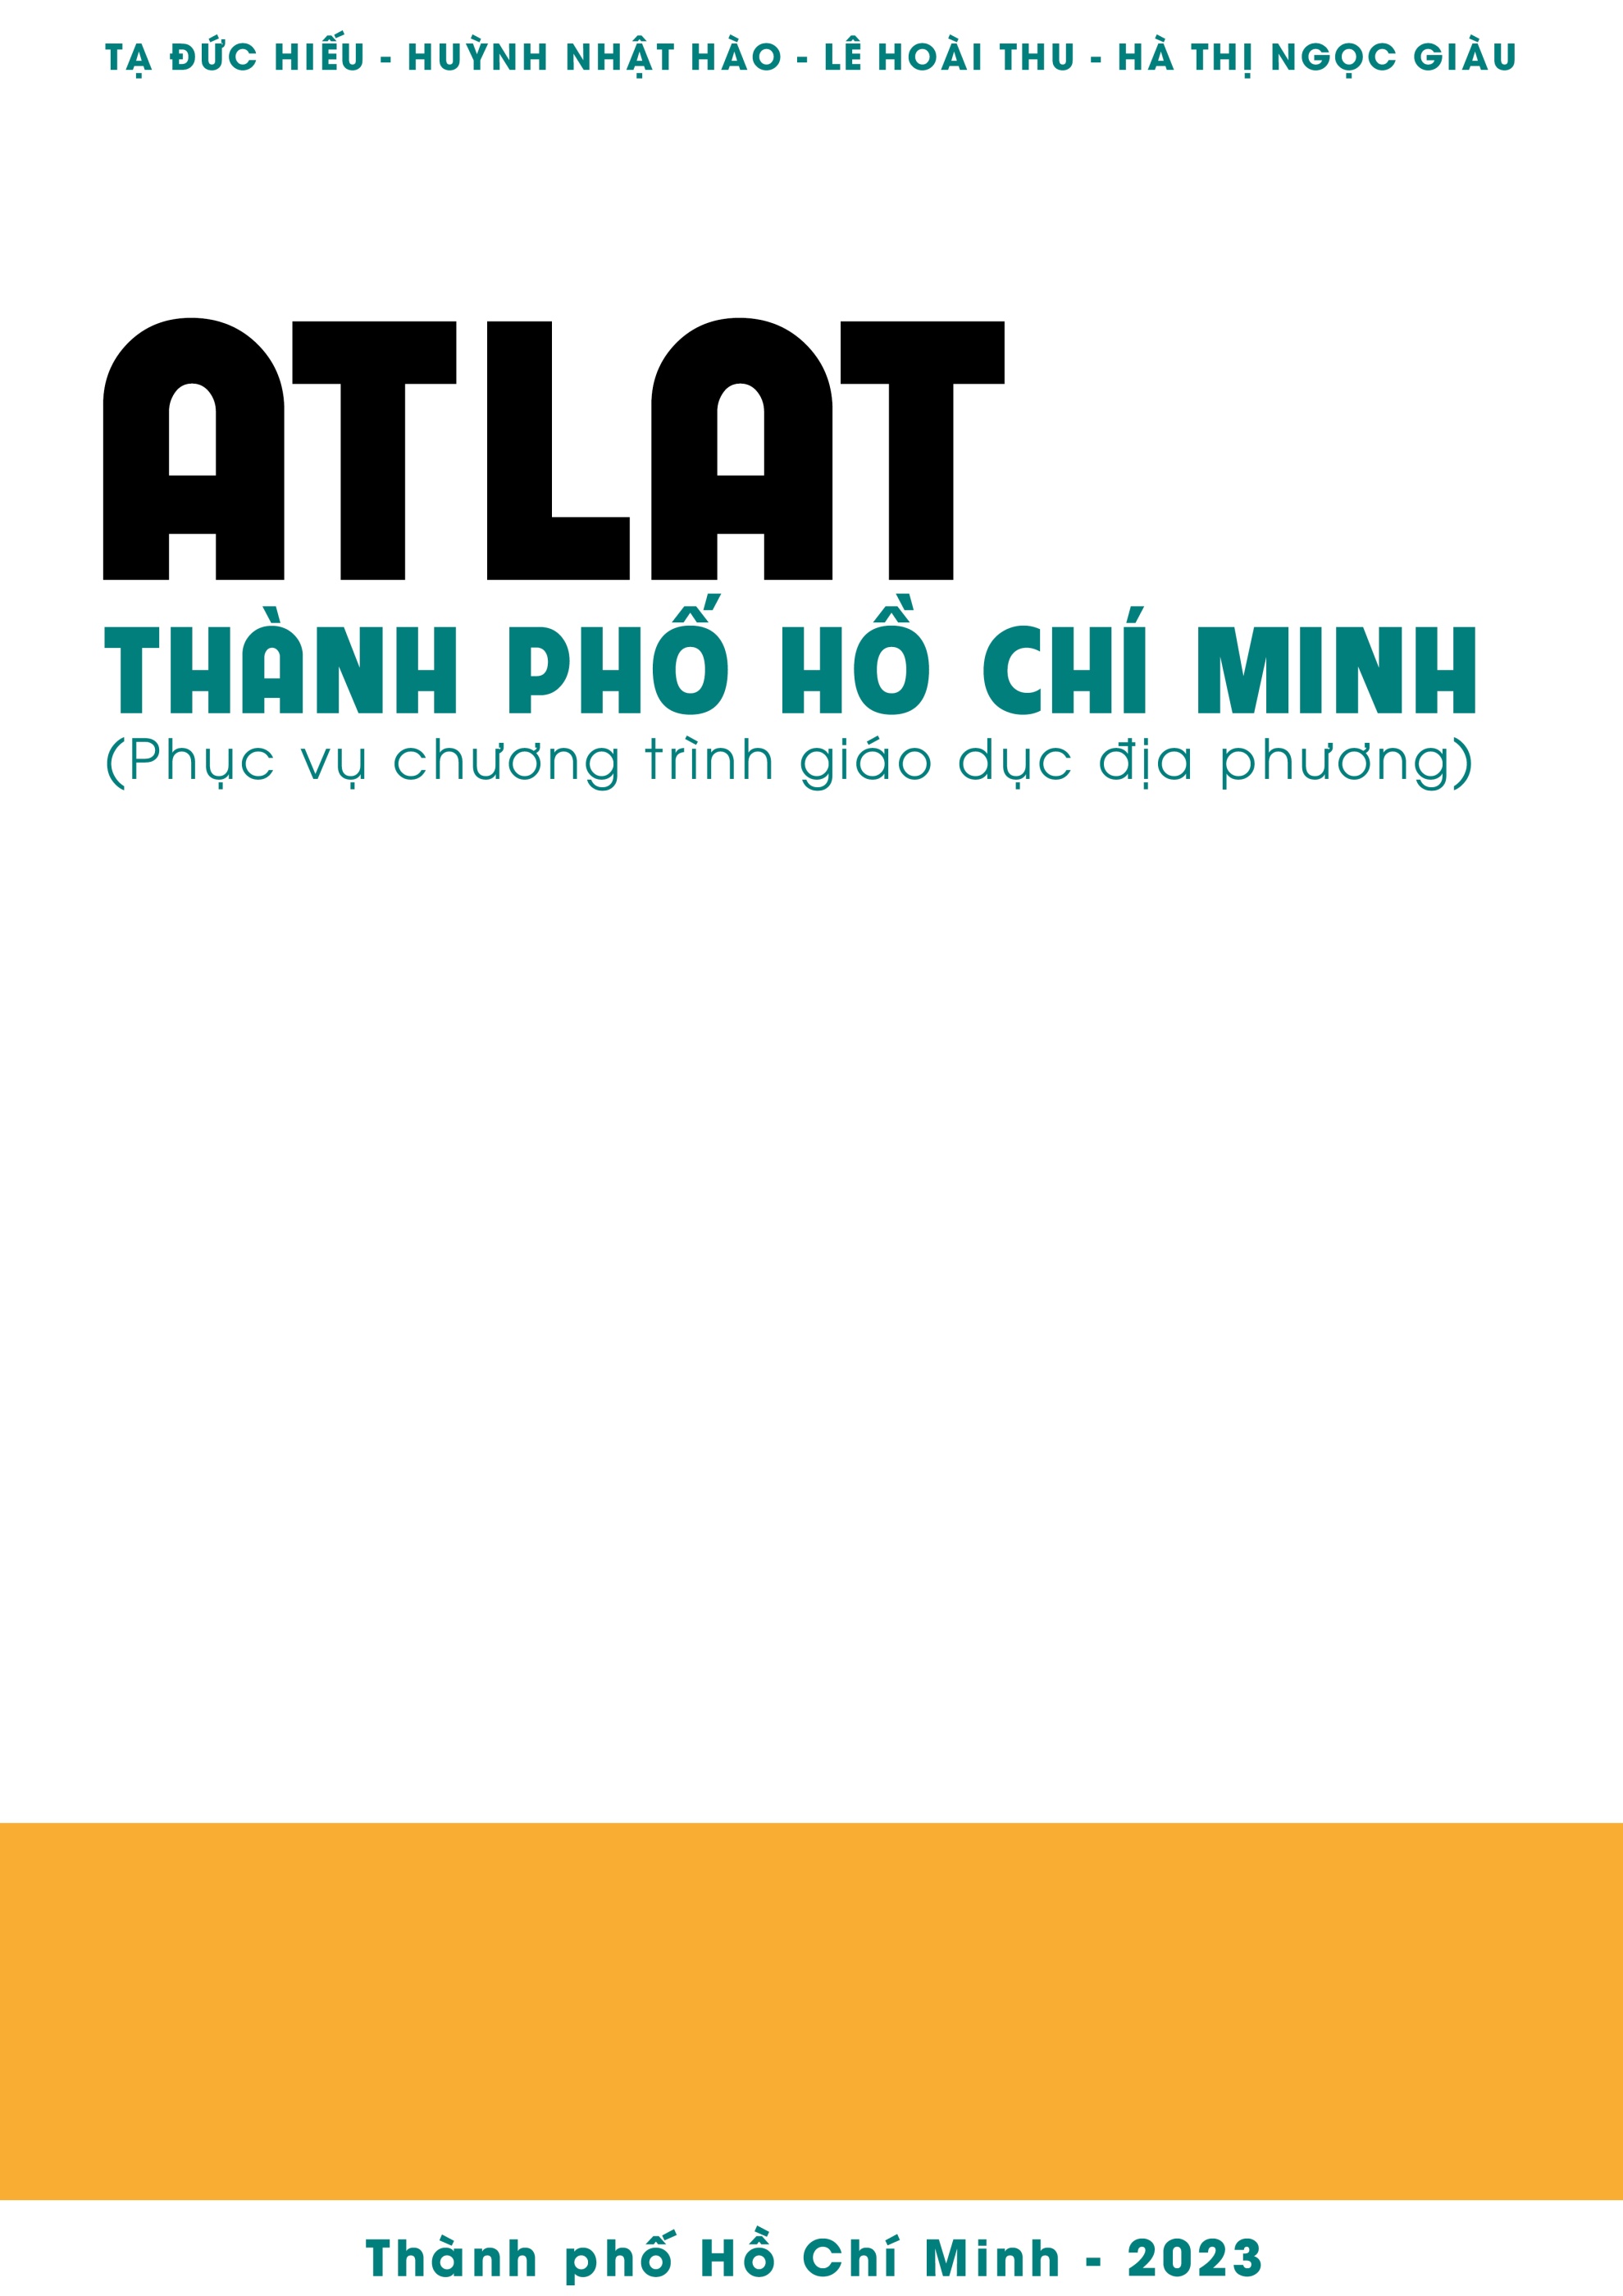 TẠ ĐỨC HIẾU - HUỲNH NHẬT HÀO - LÊ HOÀI THU - HÀ THỊ NGỌC GIÀU
ATLAT
THÀNH PHỐ HỒ CHÍ MINH
(Phục vụ chương trình giáo dục địa phương)
Thành phố Hồ Chí Minh - 2023